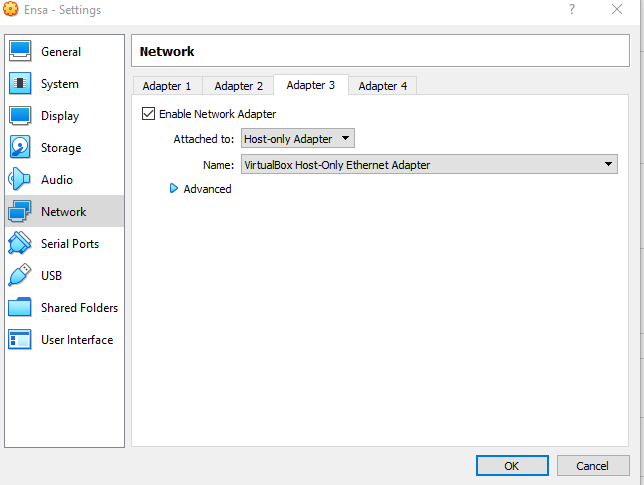 Ensa - Settings
?
General
System
Display
Storage
Audio
Network
Serial Ports
USB
Shared Folders
User Interface
Network
Adapter 1 Adapter 2 Adapter 3 Adapter 4
Enable Network Adapter
Attached to: Host-only Adapter
Name: VirtualBox Host-Only Ethernet Adapter
Advanced
OK Cancel